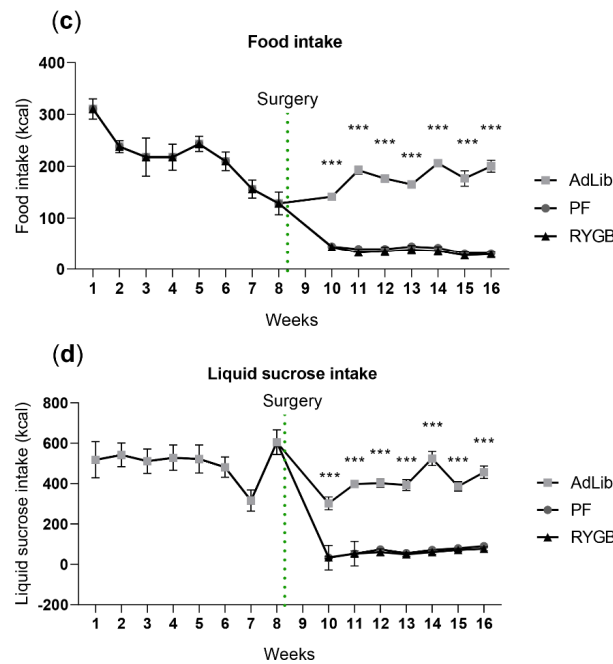 (c)
Food intake
Surgery
Food intake (kcal)
400
300
200
100
0
*** *** *** *** *** *** ***
AdLib
PF
RYGB
1 2 3 4 5 6 7 8 9 10 11 12 13 14 15 16
Weeks
(d)
Liquid sucrose intake
Surgery
Liquid sucrose intake (kcal)
800
600
400
200
0
-200
*** *** *** *** *** *** ***
AdLib
PF
RYGB
1 2 3 4 5 6 7 8 9 10 11 12 13 14 15 16
Weeks